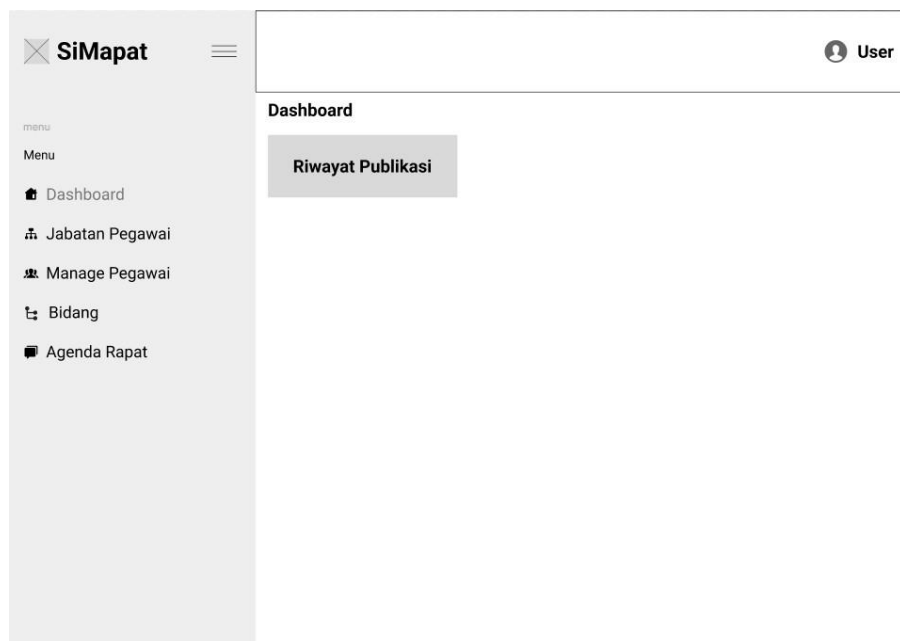 SiMapat
User
menu
Menu
Dashboard
Jabatan Pegawai
Manage Pegawai
Bidang
Agenda Rapat
Dashboard
Riwayat Publikasi